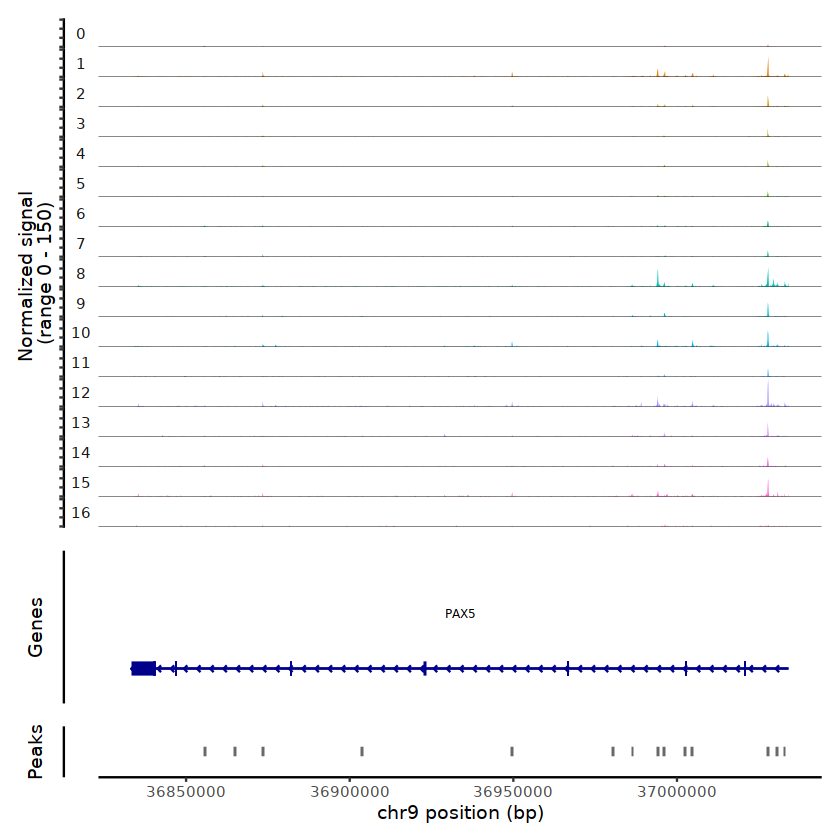 Normalized signal
(range 0 - 150)
0
1
2
3
4
5
6
7
8
9
10
11
12
13
14
15
16
Genes
PAX5
Peaks
36850000 36900000 36950000 37000000
chr9 position (bp)